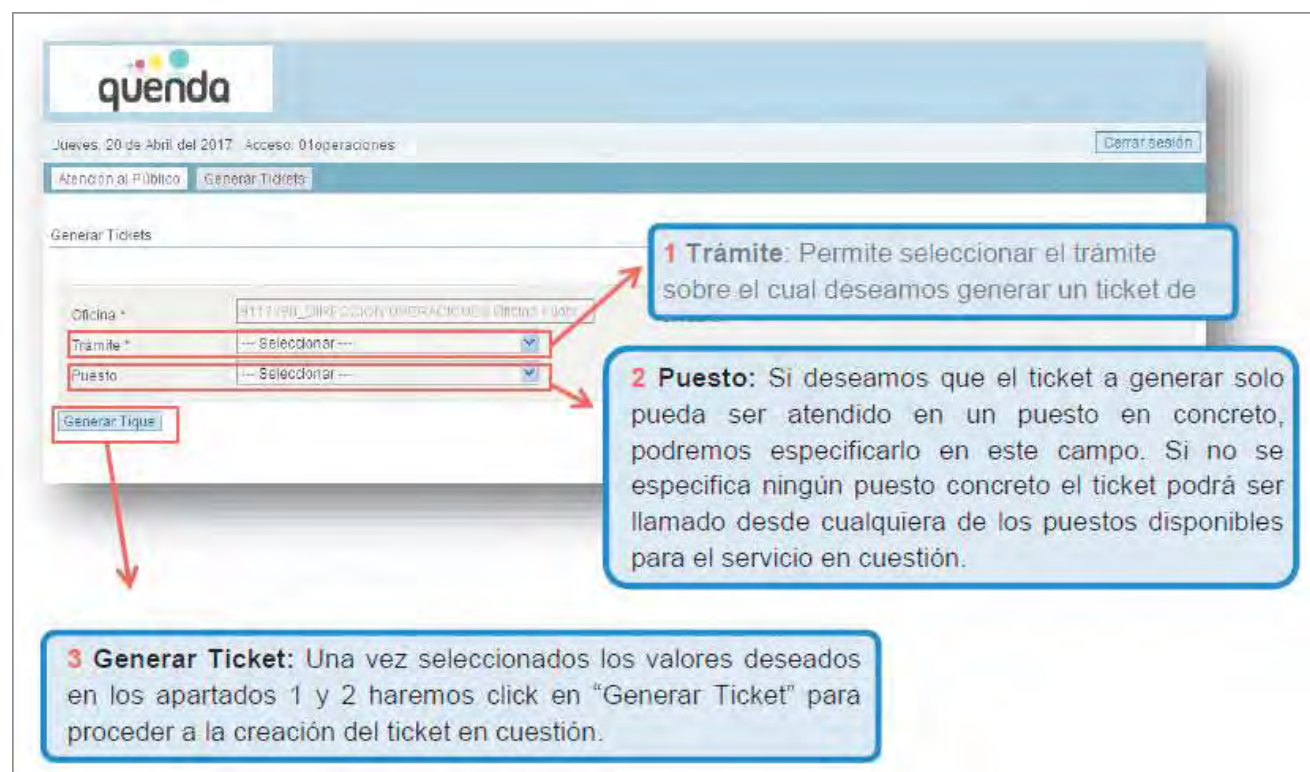 quenda
Jueves, 20 de Abril del 2017 Acceso: 01operaciones
Cerrar sesión
Atención al Público Generar Tickets
Generar Tickets
Oficina *
Trámite * --- Seleccionar ---
Puesto --- Seleccionar ---
Generar Tique
1 Trámite: Permite seleccionar el trámite
sobre el cual deseamos generar un ticket de
2 Puesto: Si deseamos que el ticket a generar solo
pueda ser atendido en un puesto en concreto,
podremos especificarlo en este campo. Si no se
especifica ningún puesto concreto el ticket podrá ser
llamado desde cualquiera de los puestos disponibles
para el servicio en cuestión.
3 Generar Ticket: Una vez seleccionados los valores deseados
en los apartados 1 y 2 haremos click en “Generar Ticket” para
proceder a la creación del ticket en cuestión.